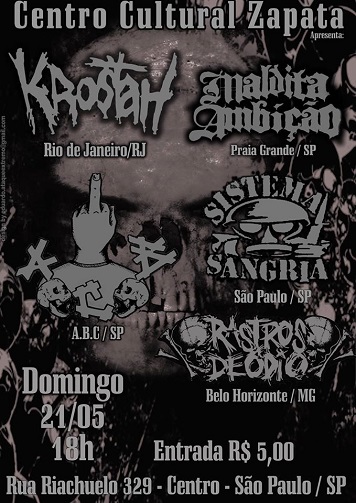 Centro Cultural Zapata
Apresenta:
KROSTAH
Rio de Janeiro/RJ
Maldita
Ambição
Praia Grande / SP
SISTEMA
SANGRIA
São Paulo / SP
A.B.C / SP
RASTROS
DE ÓDIO
Belo Horizonte / MG
Domingo
21/05
18h
Entrada R$ 5,00
Rua Riachuelo 329 - Centro - São Paulo / SP